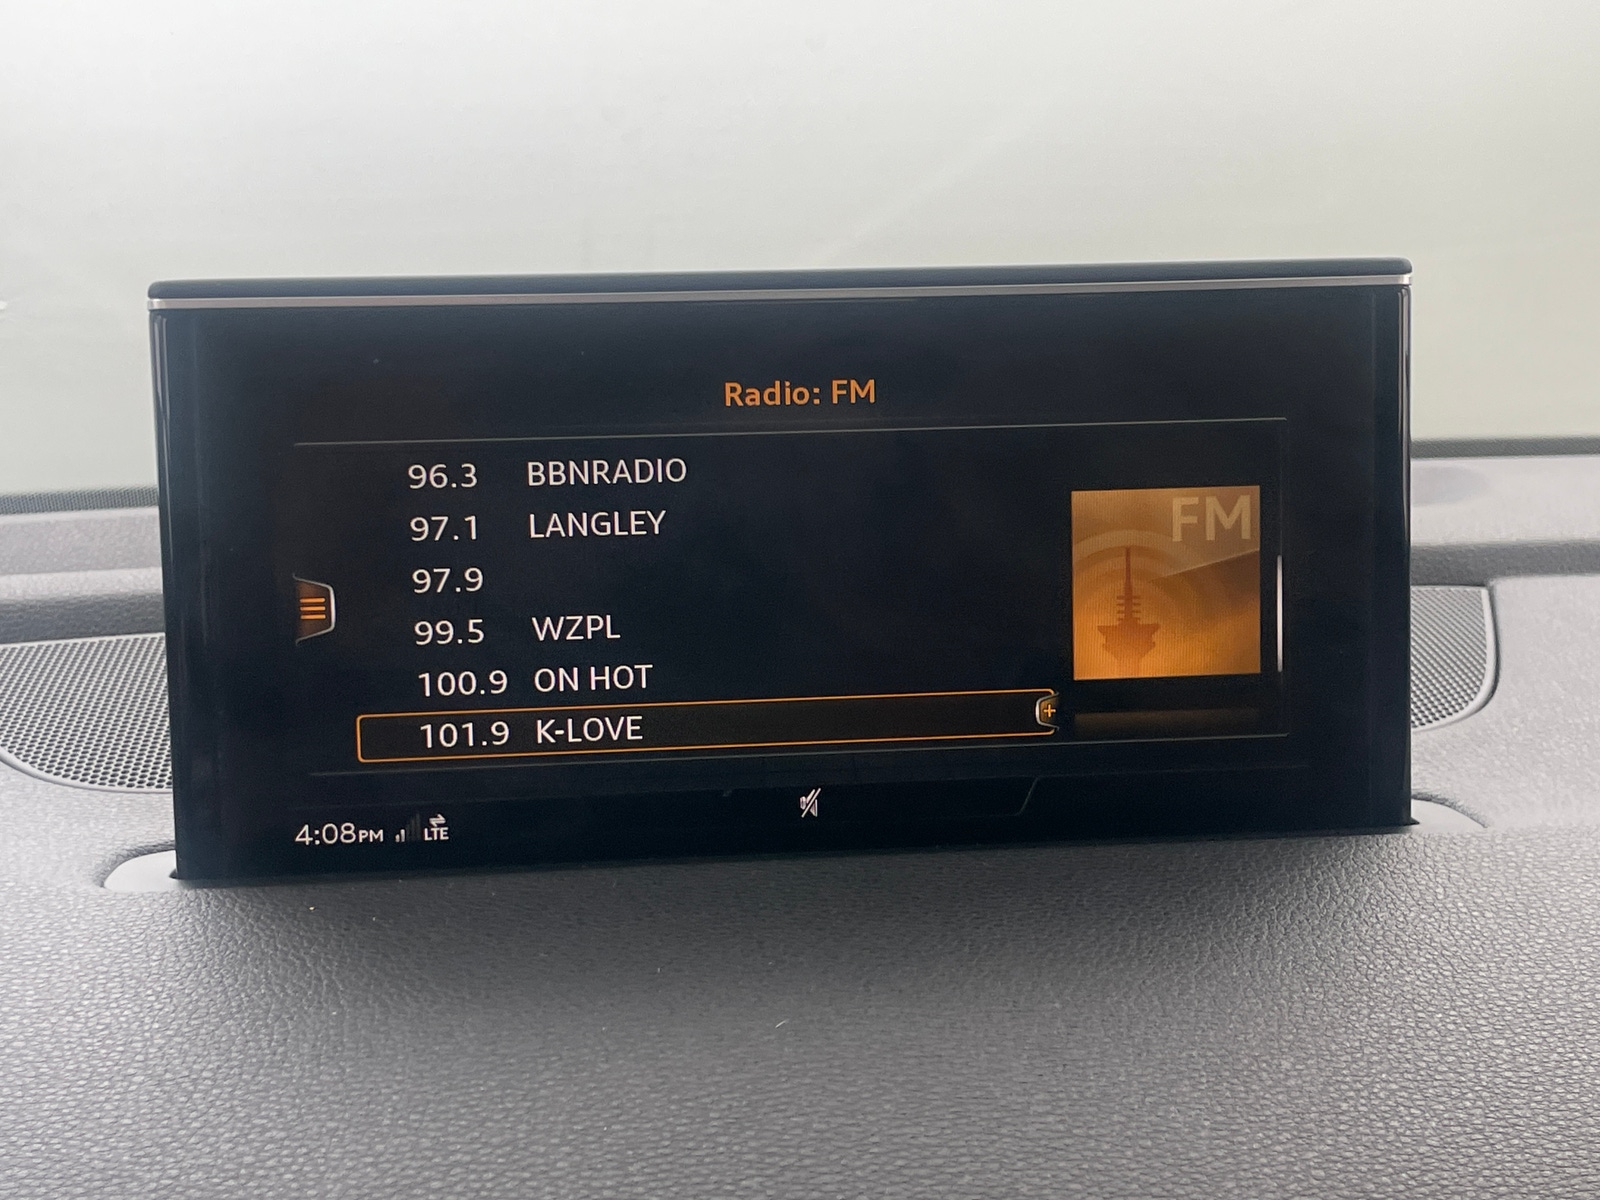 Radio: FM
96.3 BBNRADIO
97.1 LANGLEY
97.9
99.5 WZPL
100.9 ON HOT
101.9 K-LOVE
FM
4:08PM LTE